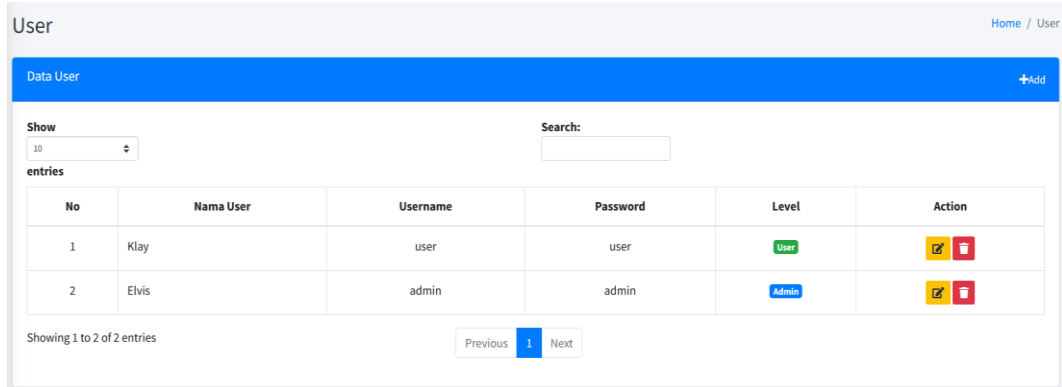 User
Home / User
Data User
+Add
Show
Search:
10
entries
No Nama User Username Password Level Action
1 Klay user user User
2 Elvis admin admin Admin
Showing 1 to 2 of 2 entries
Previous 1 Next